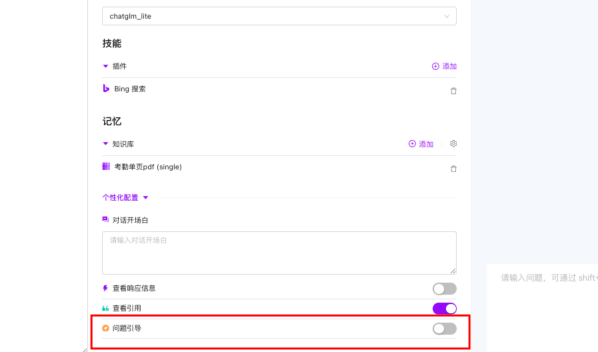 chatglm_lite
技能
插件
添加
Bing 搜索
记忆
知识库
添加
考勤单页pdf (single)
个性化配置
对话开场白
请输入对话开场白
查看响应信息
查看引用
问题引导
请输入问题，可通过 shift+